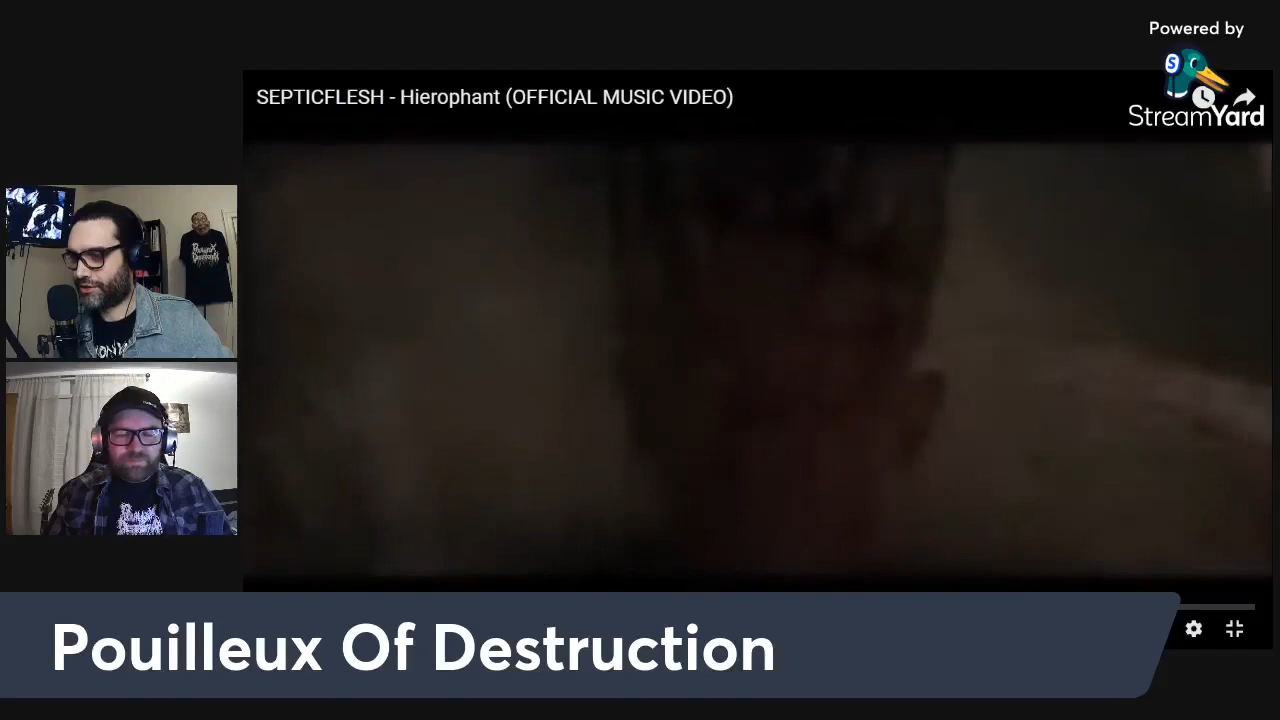 Powered by
S
StreamYard
SEPTICFLESH - Hierophant (OFFICIAL MUSIC VIDEO)
Pouilleux Of Destruction